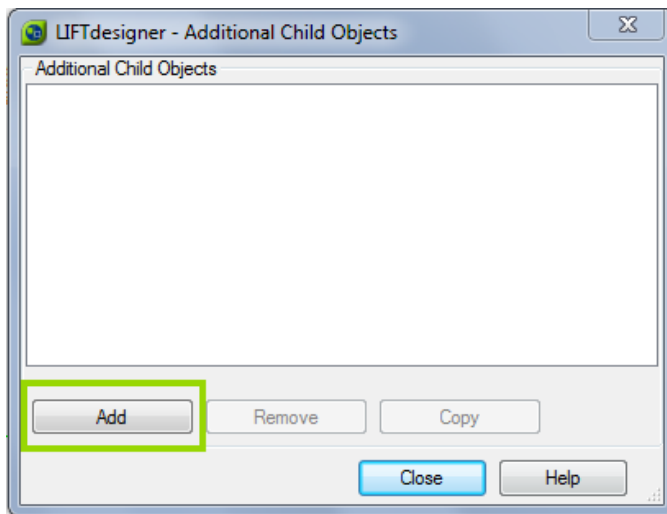 LIFTdesigner - Additional Child Objects
Additional Child Objects
Add Remove Copy
Close Help